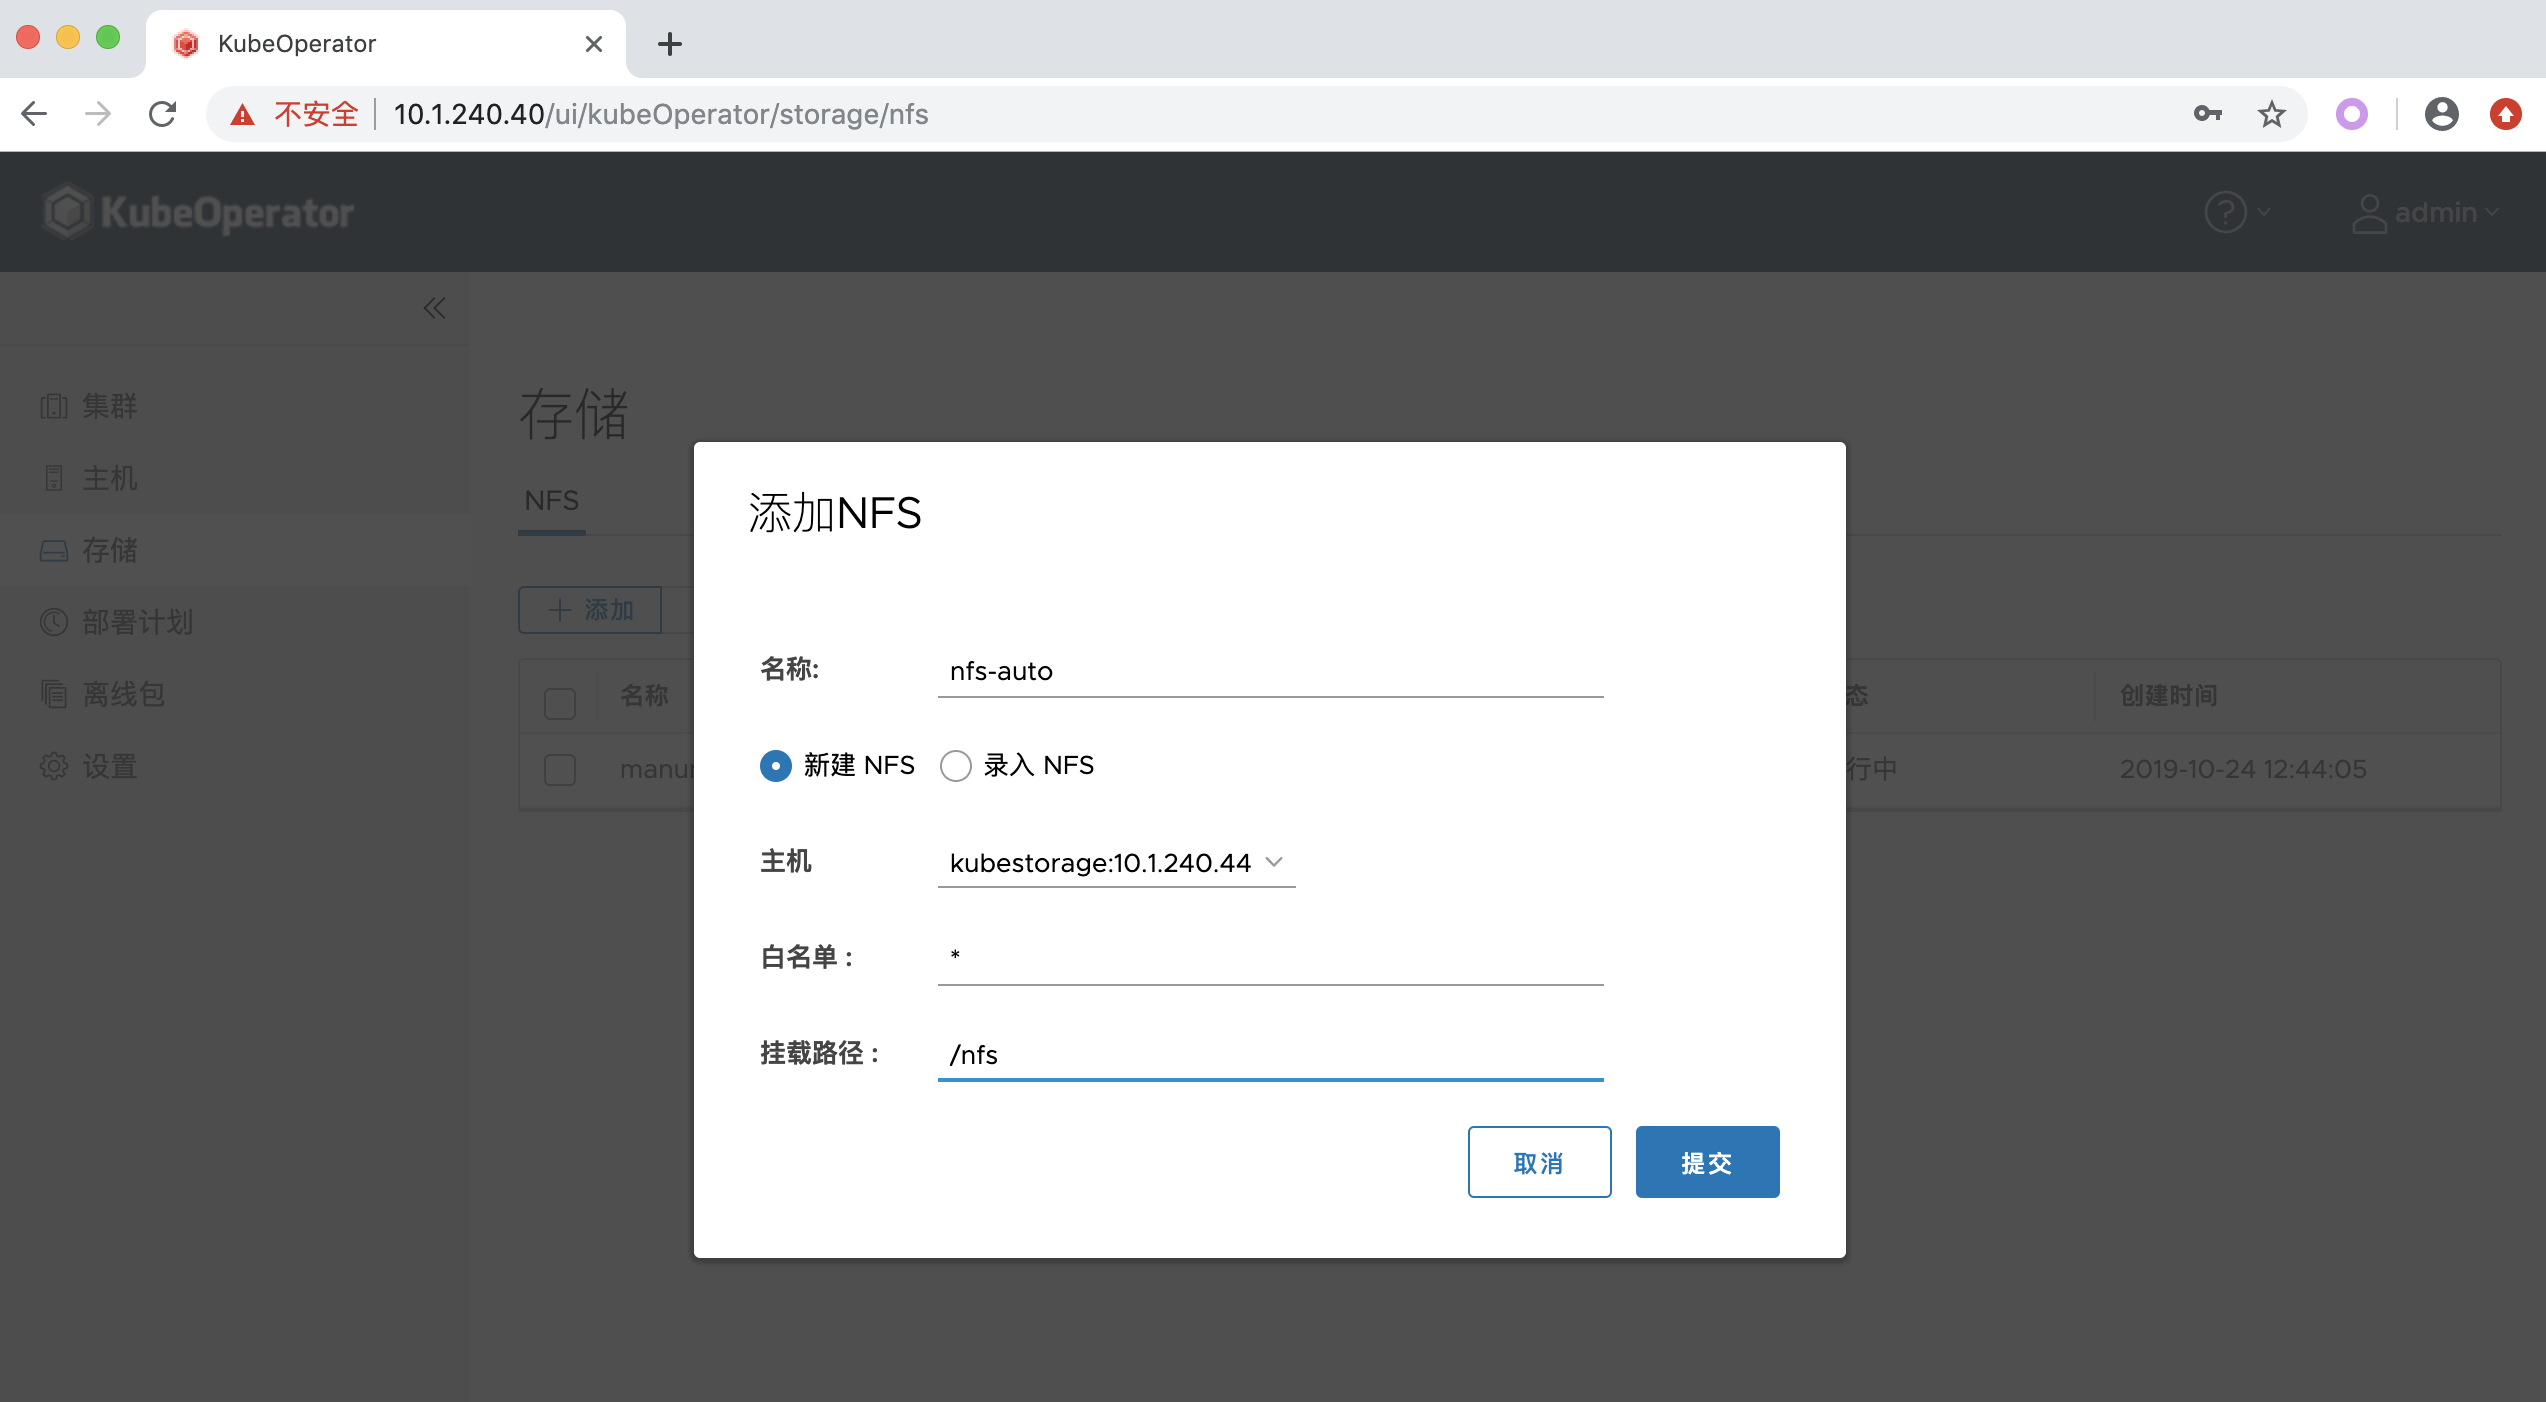 KubeOperator
不安全 | 10.1.240.40/ui/kubeOperator/storage/nfs
KubeOperator
admin
集群
主机
存储
部署计划
离线包
设置
存储
NFS
添加
名称
创建时间
行中
2019-10-24 12:44:05
添加NFS
名称: nfs-auto
新建 NFS 录入 NFS
主机 kubestorage:10.1.240.44
白名单 : *
挂载路径 : /nfs
取消 提交